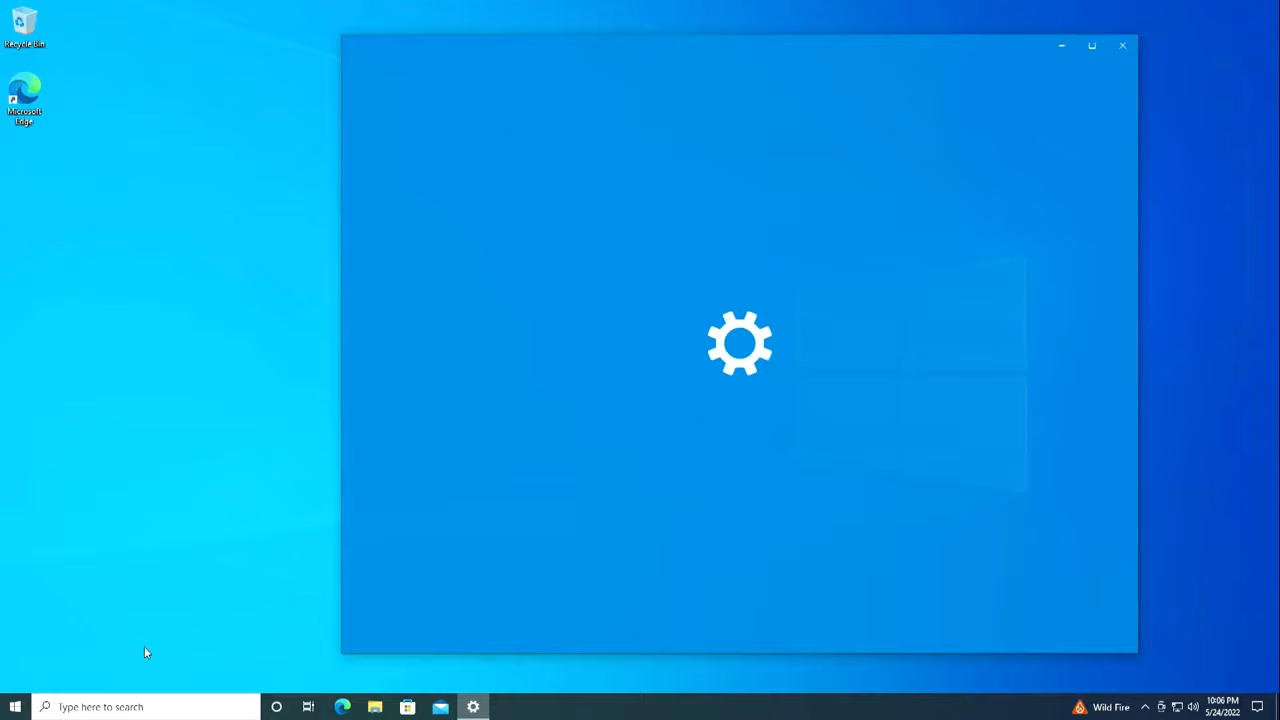 Recycle Bin
Microsoft
Edge
Type here to search
Wild Fire
10:06 PM
5/24/2022